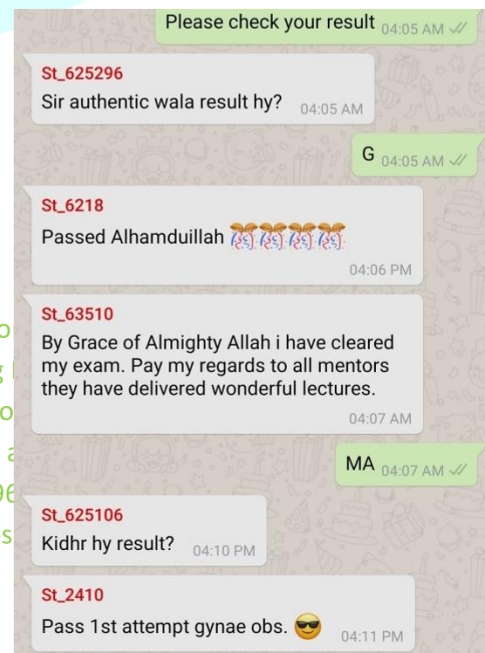 Please check your result 04:05 AM
St_625296
Sir authentic wala result hy? 04:05 AM
G 04:05 AM
St_6218
Passed Alhamduillah 🎊🎊🎊🎊
04:06 PM
St_63510
By Grace of Almighty Allah i have cleared
my exam. Pay my regards to all mentors
they have delivered wonderful lectures.
04:07 AM
MA 04:07 AM
St_625106
Kidhr hy result? 04:10 PM
St_2410
Pass 1st attempt gynae obs. 😎 04:11 PM